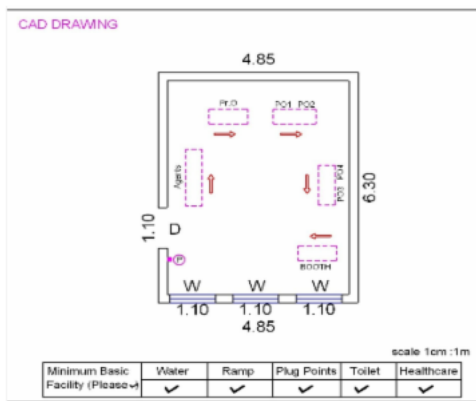 CAD DRAWING
4.85
Pr.O
PO1 PO2
Agents
PO3 PO4
6.30
1.10
D
P
BOOTH
W W W
1.10 1.10 1.10
4.85
scale 1cm :1m
Minimum Basic Facility (Please✓) Water Ramp Plug Points Toilet Healthcare
✓ ✓ ✓ ✓ ✓